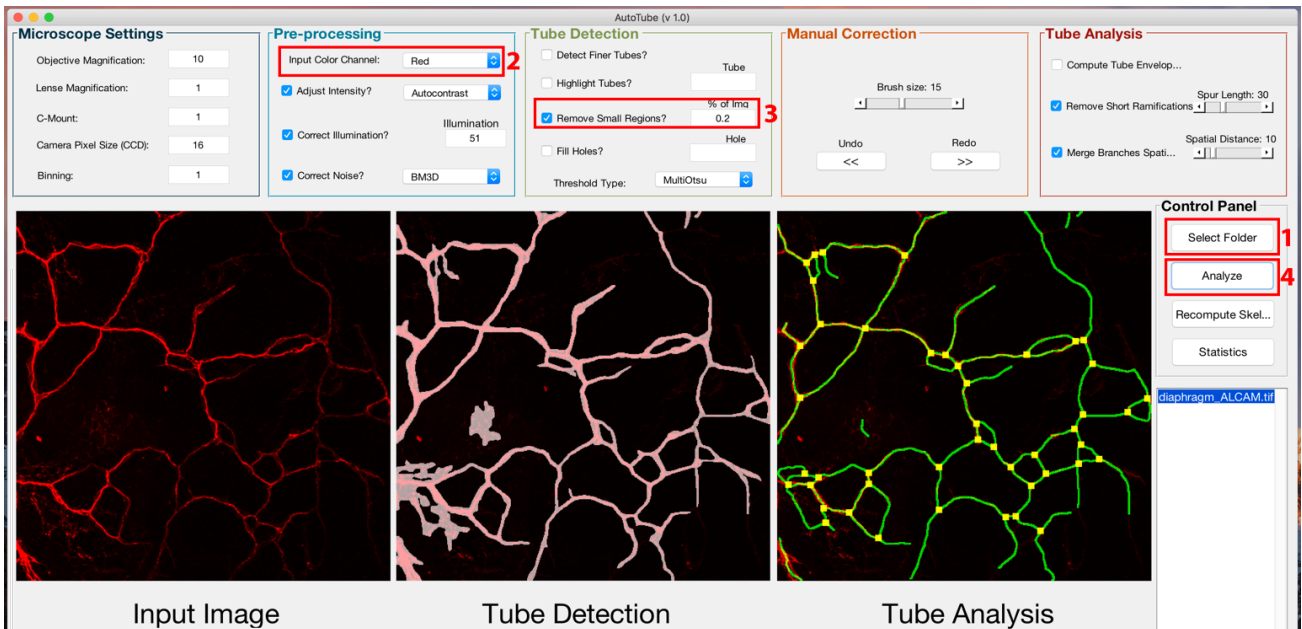 AutoTube (v 1.0)
Microscope Settings
Objective Magnification: 10
Lense Magnification: 1
C-Mount: 1
Camera Pixel Size (CCD): 16
Binning: 1
Pre-processing
Input Color Channel: Red 2
Adjust Intensity? Autocontrast
Illumination
Correct Illumination? 51
Correct Noise? BM3D
Tube Detection
Detect Finer Tubes?
Tube
Highlight Tubes?
% of Img
Remove Small Regions? 0.2 3
Hole
Fill Holes?
Threshold Type: MultiOtsu
Manual Correction
Brush size: 15
Undo Redo
<< >>
Tube Analysis
Compute Tube Envelop...
Spur Length: 30
Remove Short Ramifications
Spatial Distance: 10
Merge Branches Spati...
Control Panel
Select Folder 1
Analyze 4
Recompute Skel...
Statistics
diaphragm_ALCAM.tif
Input Image
Tube Detection
Tube Analysis